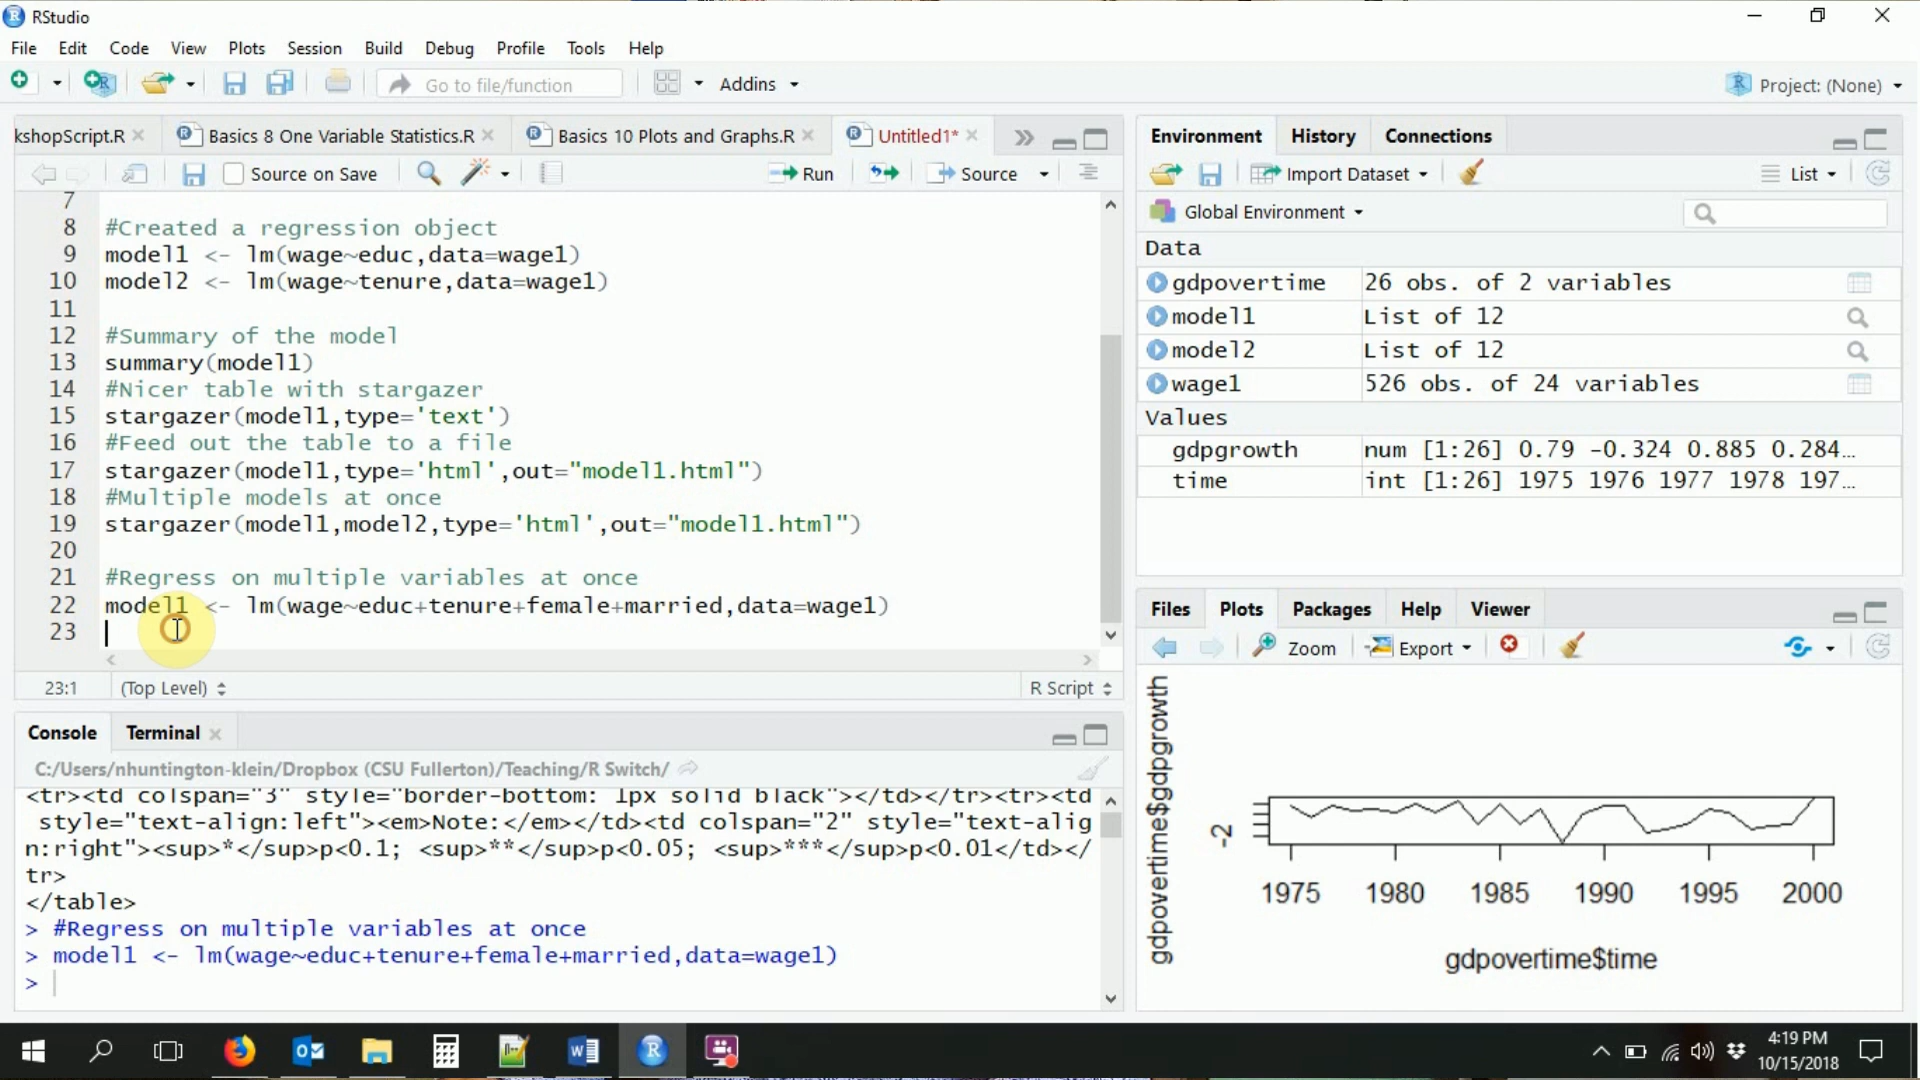 RStudio
File Edit Code View Plots Session Build Debug Profile Tools Help
Go to file/function Addins Project: (None)
kshopScript.R Basics 8 One Variable Statistics.R Basics 10 Plots and Graphs.R Untitled1*
Source on Save Run Source
7
8 #Created a regression object
9 model1 <- lm(wage~educ,data=wage1)
10 model2 <- lm(wage~tenure,data=wage1)
11
12 #Summary of the model
13 summary(model1)
14 #Nicer table with stargazer
15 stargazer(model1,type='text')
16 #Feed out the table to a file
17 stargazer(model1,type='html',out="model1.html")
18 #Multiple models at once
19 stargazer(model1,model2,type='html',out="model1.html")
20
21 #Regress on multiple variables at once
22 model1 <- lm(wage~educ+tenure+female+married,data=wage1)
23
23:1 (Top Level) R Script
Console Terminal
C:/Users/nhuntington-klein/Dropbox (CSU Fullerton)/Teaching/R Switch/
<tr><td colspan="3" style="border-bottom: 1px solid black"></td></tr><tr><td
style="text-align:left"><em>Note:</em></td><td colspan="2" style="text-alig
n:right"><sup>*</sup>p<0.1; <sup>**</sup>p<0.05; <sup>***</sup>p<0.01</td></
tr>
</table>
> #Regress on multiple variables at once
> model1 <- lm(wage~educ+tenure+female+married,data=wage1)
>
Environment History Connections
Import Dataset List
Global Environment
Data
gdpovertime 26 obs. of 2 variables
model1 List of 12
model2 List of 12
wage1 526 obs. of 24 variables
Values
gdpgrowth num [1:26] 0.79 -0.324 0.885 0.284...
time int [1:26] 1975 1976 1977 1978 197...
Files Plots Packages Help Viewer
Zoom Export
gdpovertime$gdpgrowth
-2
1975 1980 1985 1990 1995 2000
gdpovertime$time
4:19 PM
10/15/2018